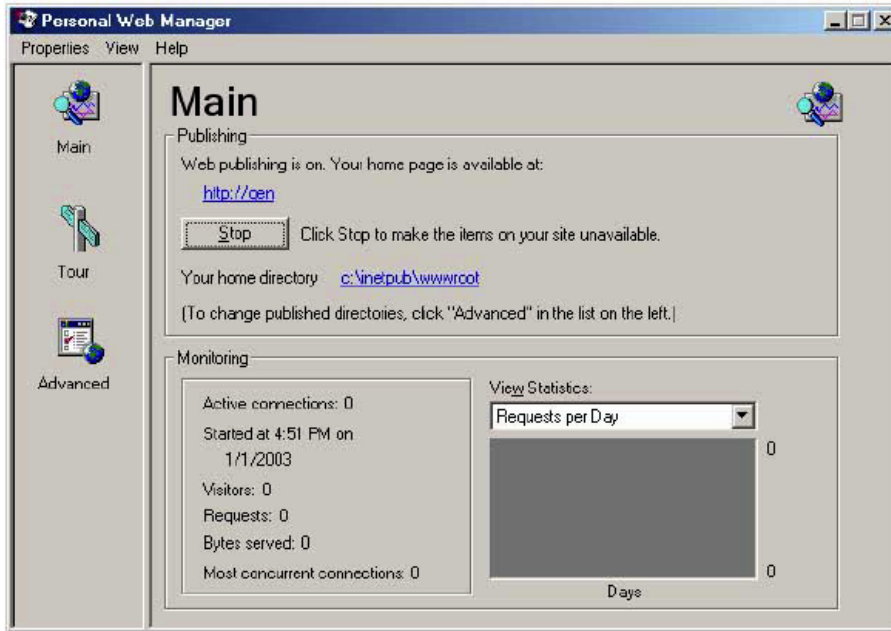 Personal Web Manager
Properties View Help
Main
Tour
Advanced
Main
Publishing
Web publishing is on. Your home page is available at:
http://gen
Stop Click Stop to make the items on your site unavailable.
Your home directory c:\inetpub\wwwroot
(To change published directories, click "Advanced" in the list on the left.)
Monitoring
Active connections: 0
Started at 4:51 PM on
1/1/2003
Visitors: 0
Requests: 0
Bytes served: 0
Most concurrent connections: 0
View Statistics:
Requests per Day
0
0
Days